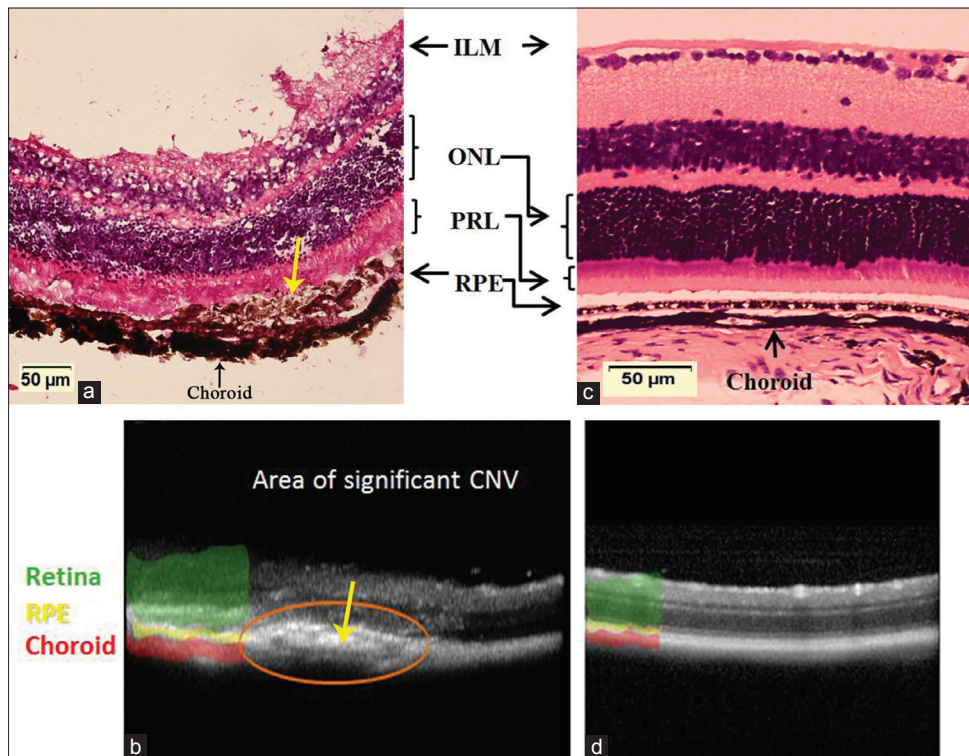 ILM
ONL
PRL
RPE
50 µm
a
Choroid
50 µm
c
Choroid
Area of significant CNV
Retina
RPE
Choroid
b
d